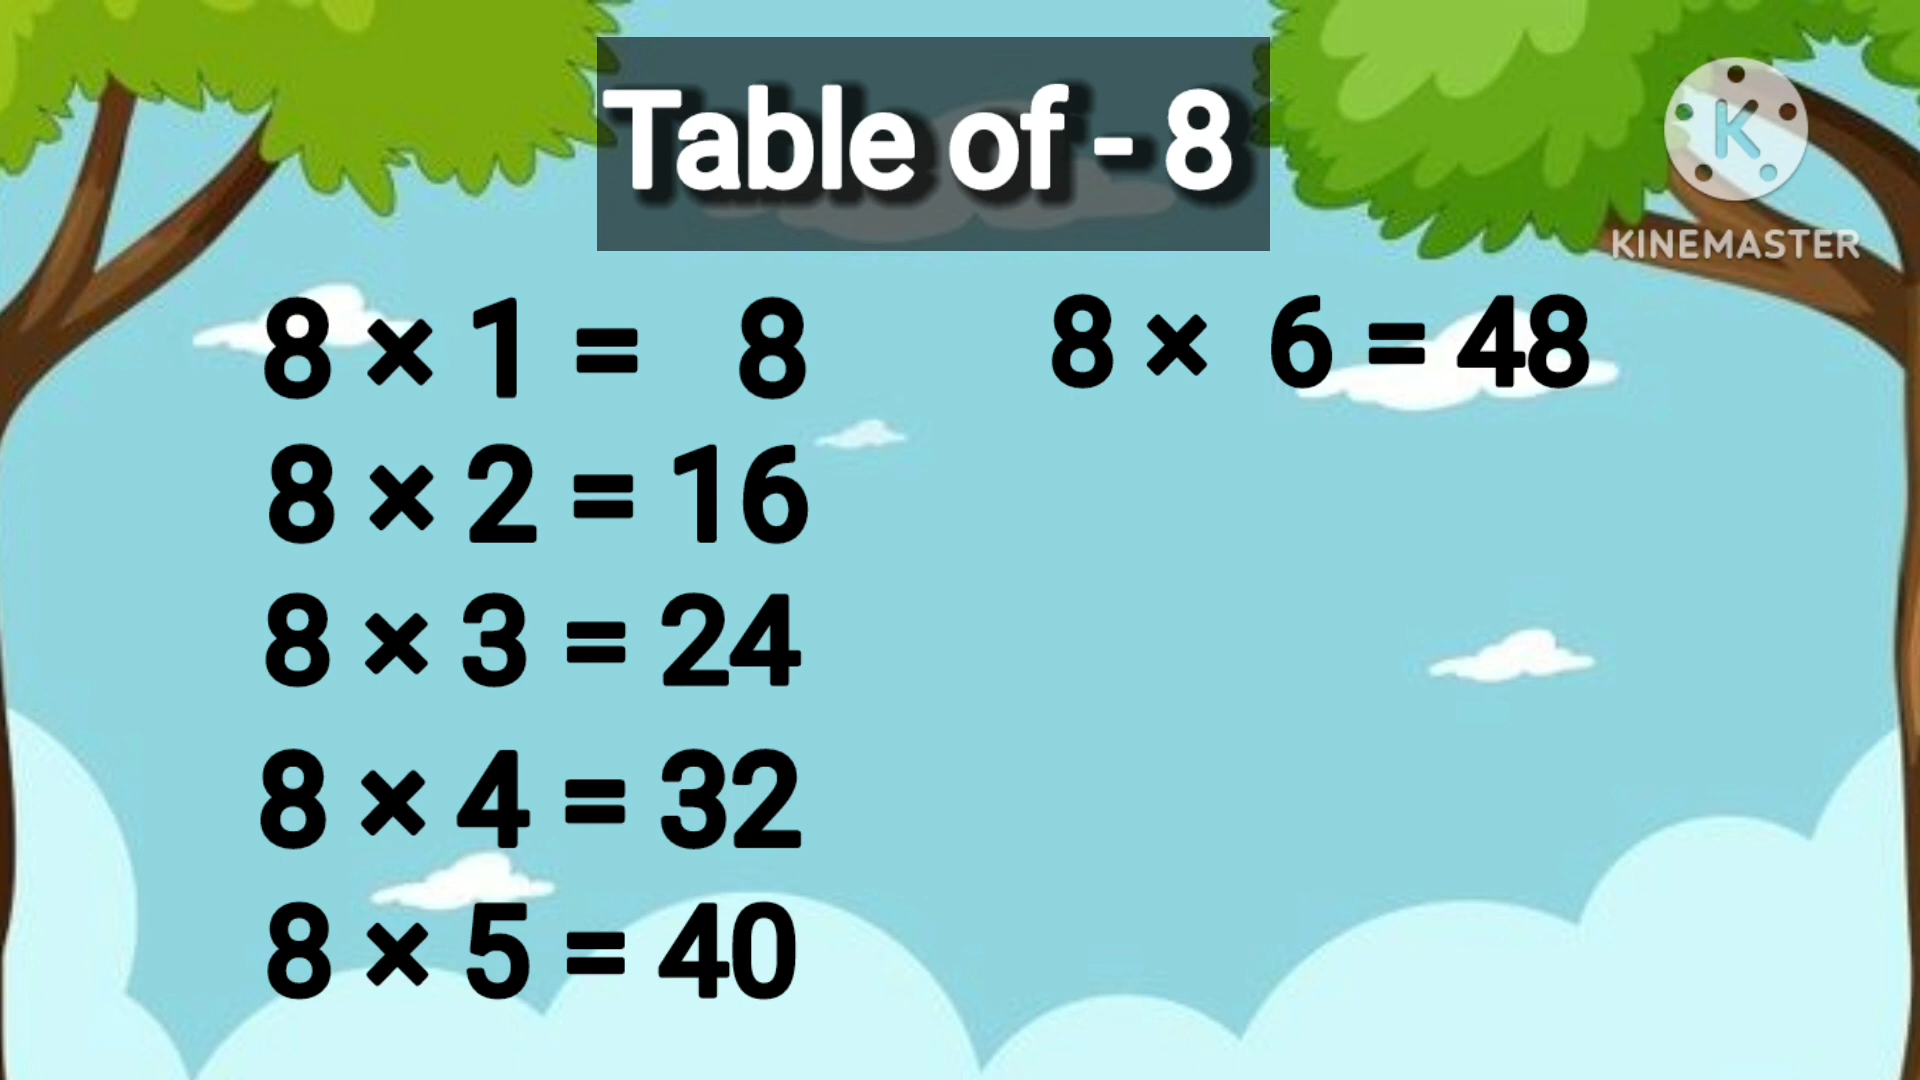 Table of - 8
K
KINEMASTER
8 × 1 = 8
8 × 2 = 16
8 × 3 = 24
8 × 4 = 32
8 × 5 = 40
8 × 6 = 48